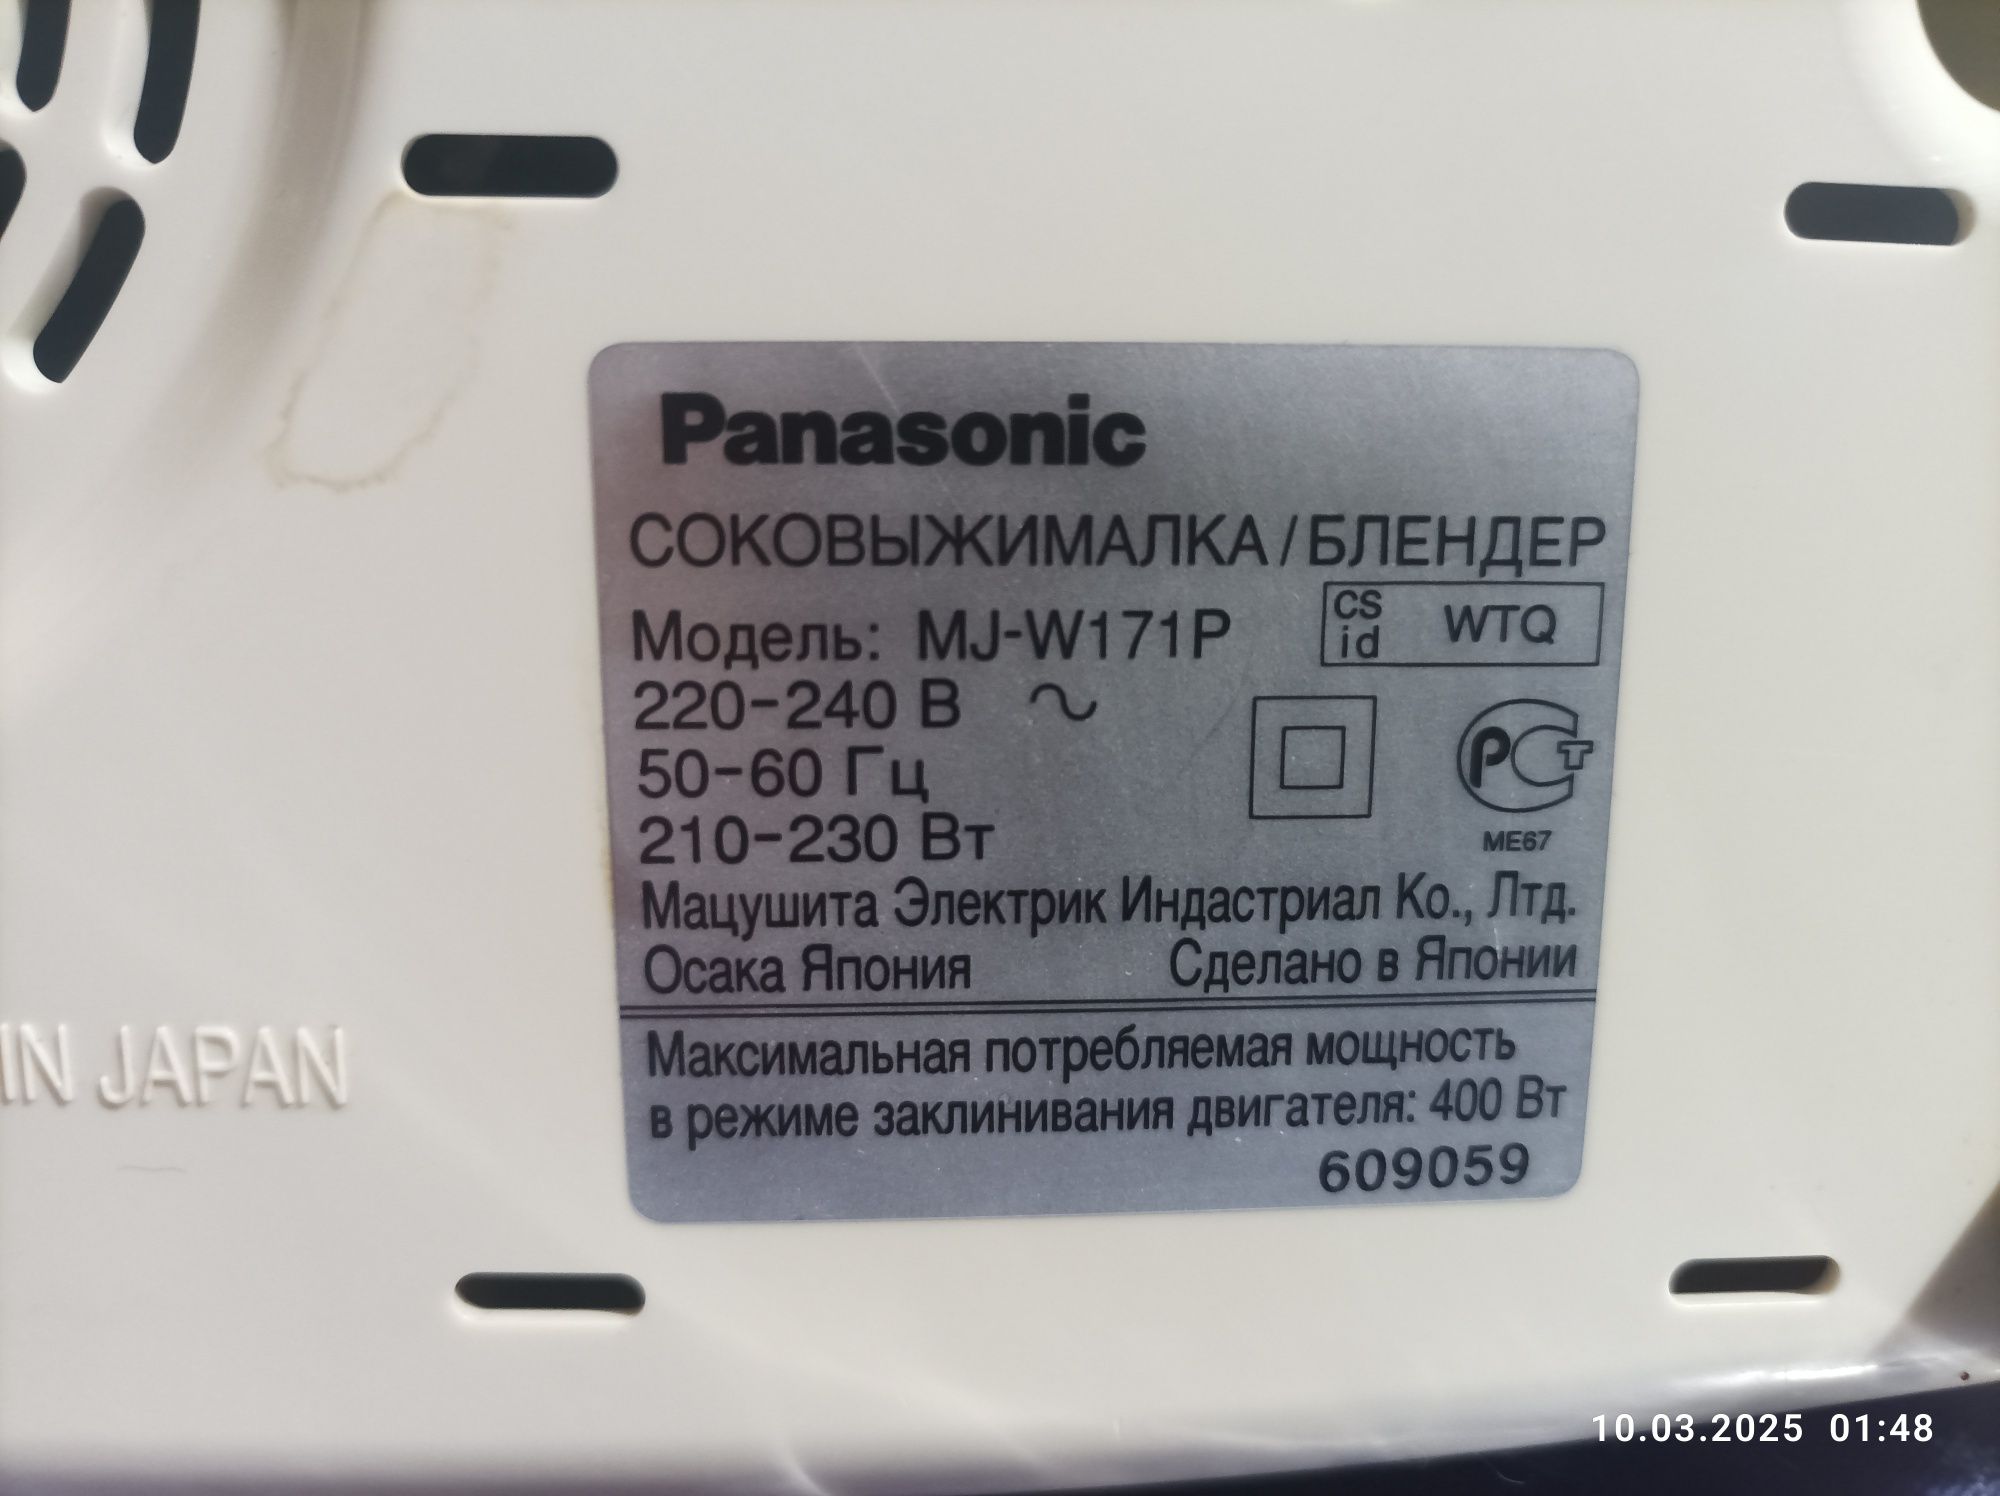 Panasonic
СОКОВЫЖИМАЛКА/БЛЕНДЕР
Модель: MJ-W171P
CS id WTQ
220-240 В ~
50-60 Гц
210-230 Вт
РСТ
ME67
Мацушита Электрик Индастриал Ко., Лтд.
Осака Япония Сделано в Японии
Максимальная потребляемая мощность
в режиме заклинивания двигателя: 400 Вт
609059
IN JAPAN
10.03.2025 01:48